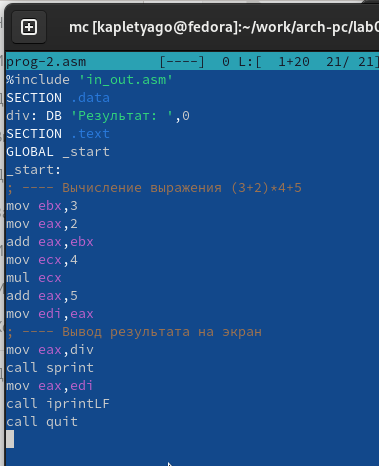 mc [kapletyago@fedora]:~/work/arch-pc/lab0
prog-2.asm [----] 0 L:[ 1+20 21/ 21]
%include 'in_out.asm'
SECTION .data
div: DB 'Результат: ',0
SECTION .text
GLOBAL _start
_start:
; ---- Вычисление выражения (3+2)*4+5
mov ebx,3
mov eax,2
add eax,ebx
mov ecx,4
mul ecx
add eax,5
mov edi,eax
; ---- Вывод результата на экран
mov eax,div
call sprint
mov eax,edi
call iprintLF
call quit